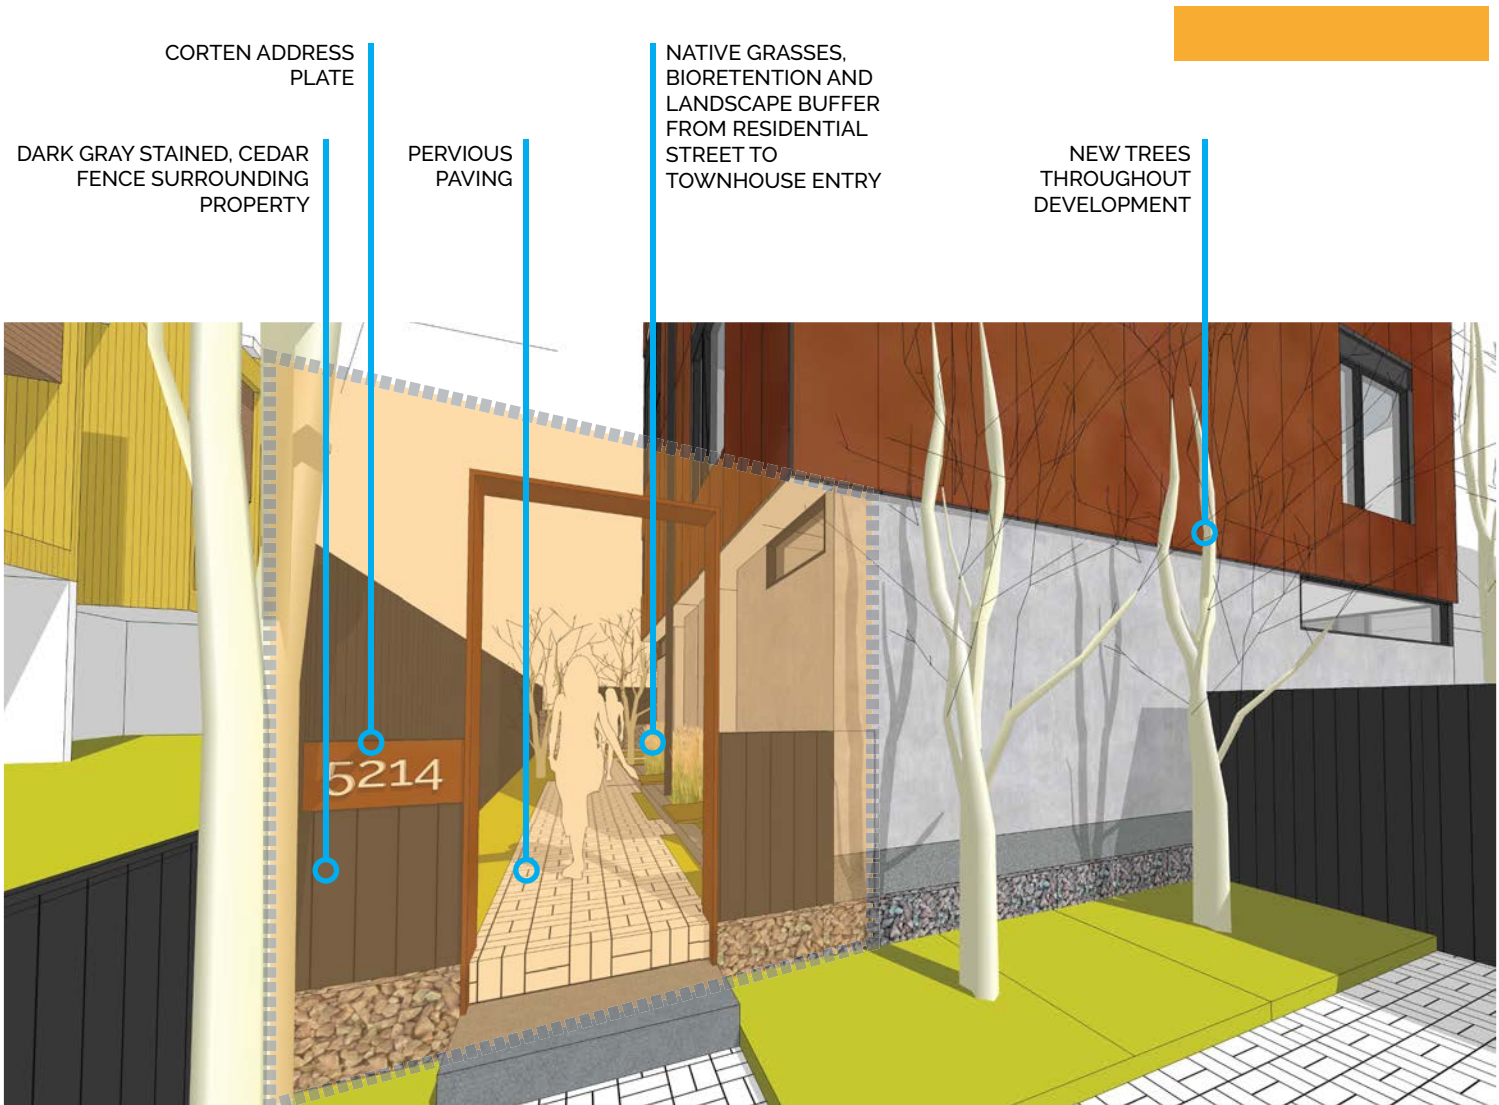 CORTEN ADDRESS
PLATE
DARK GRAY STAINED, CEDAR
FENCE SURROUNDING
PROPERTY
PERVIOUS
PAVING
NATIVE GRASSES,
BIORETENTION AND
LANDSCAPE BUFFER
FROM RESIDENTIAL
STREET TO
TOWNHOUSE ENTRY
NEW TREES
THROUGHOUT
DEVELOPMENT
5214